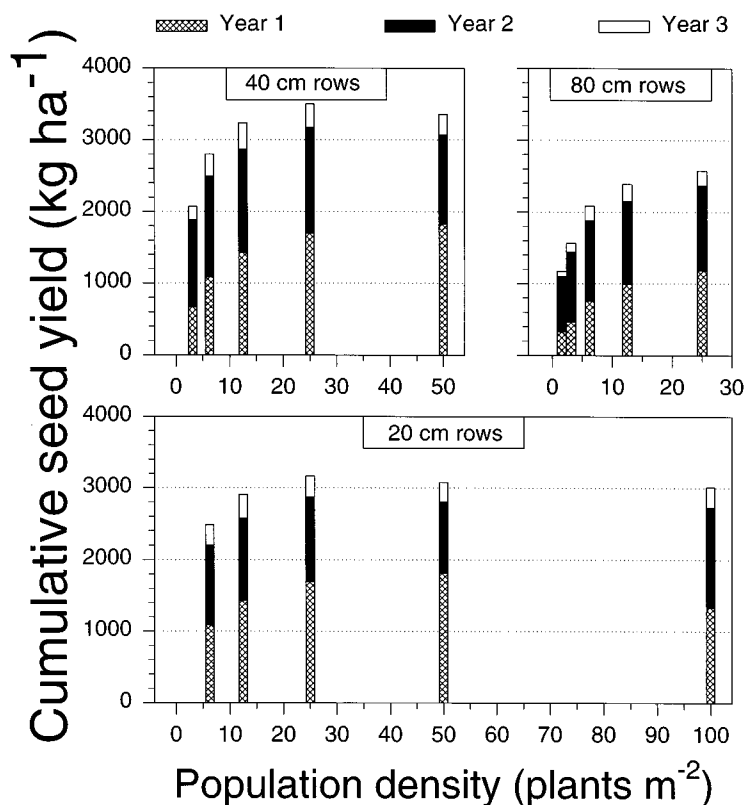 Year 1 Year 2 Year 3
Cumulative seed yield (kg ha⁻¹)
40 cm rows
4000
3000
2000
1000
0
0 10 20 30 40 50
80 cm rows
0 10 20 30
20 cm rows
4000
3000
2000
1000
0
0 10 20 30 40 50 60 70 80 90 100
Population density (plants m⁻²)